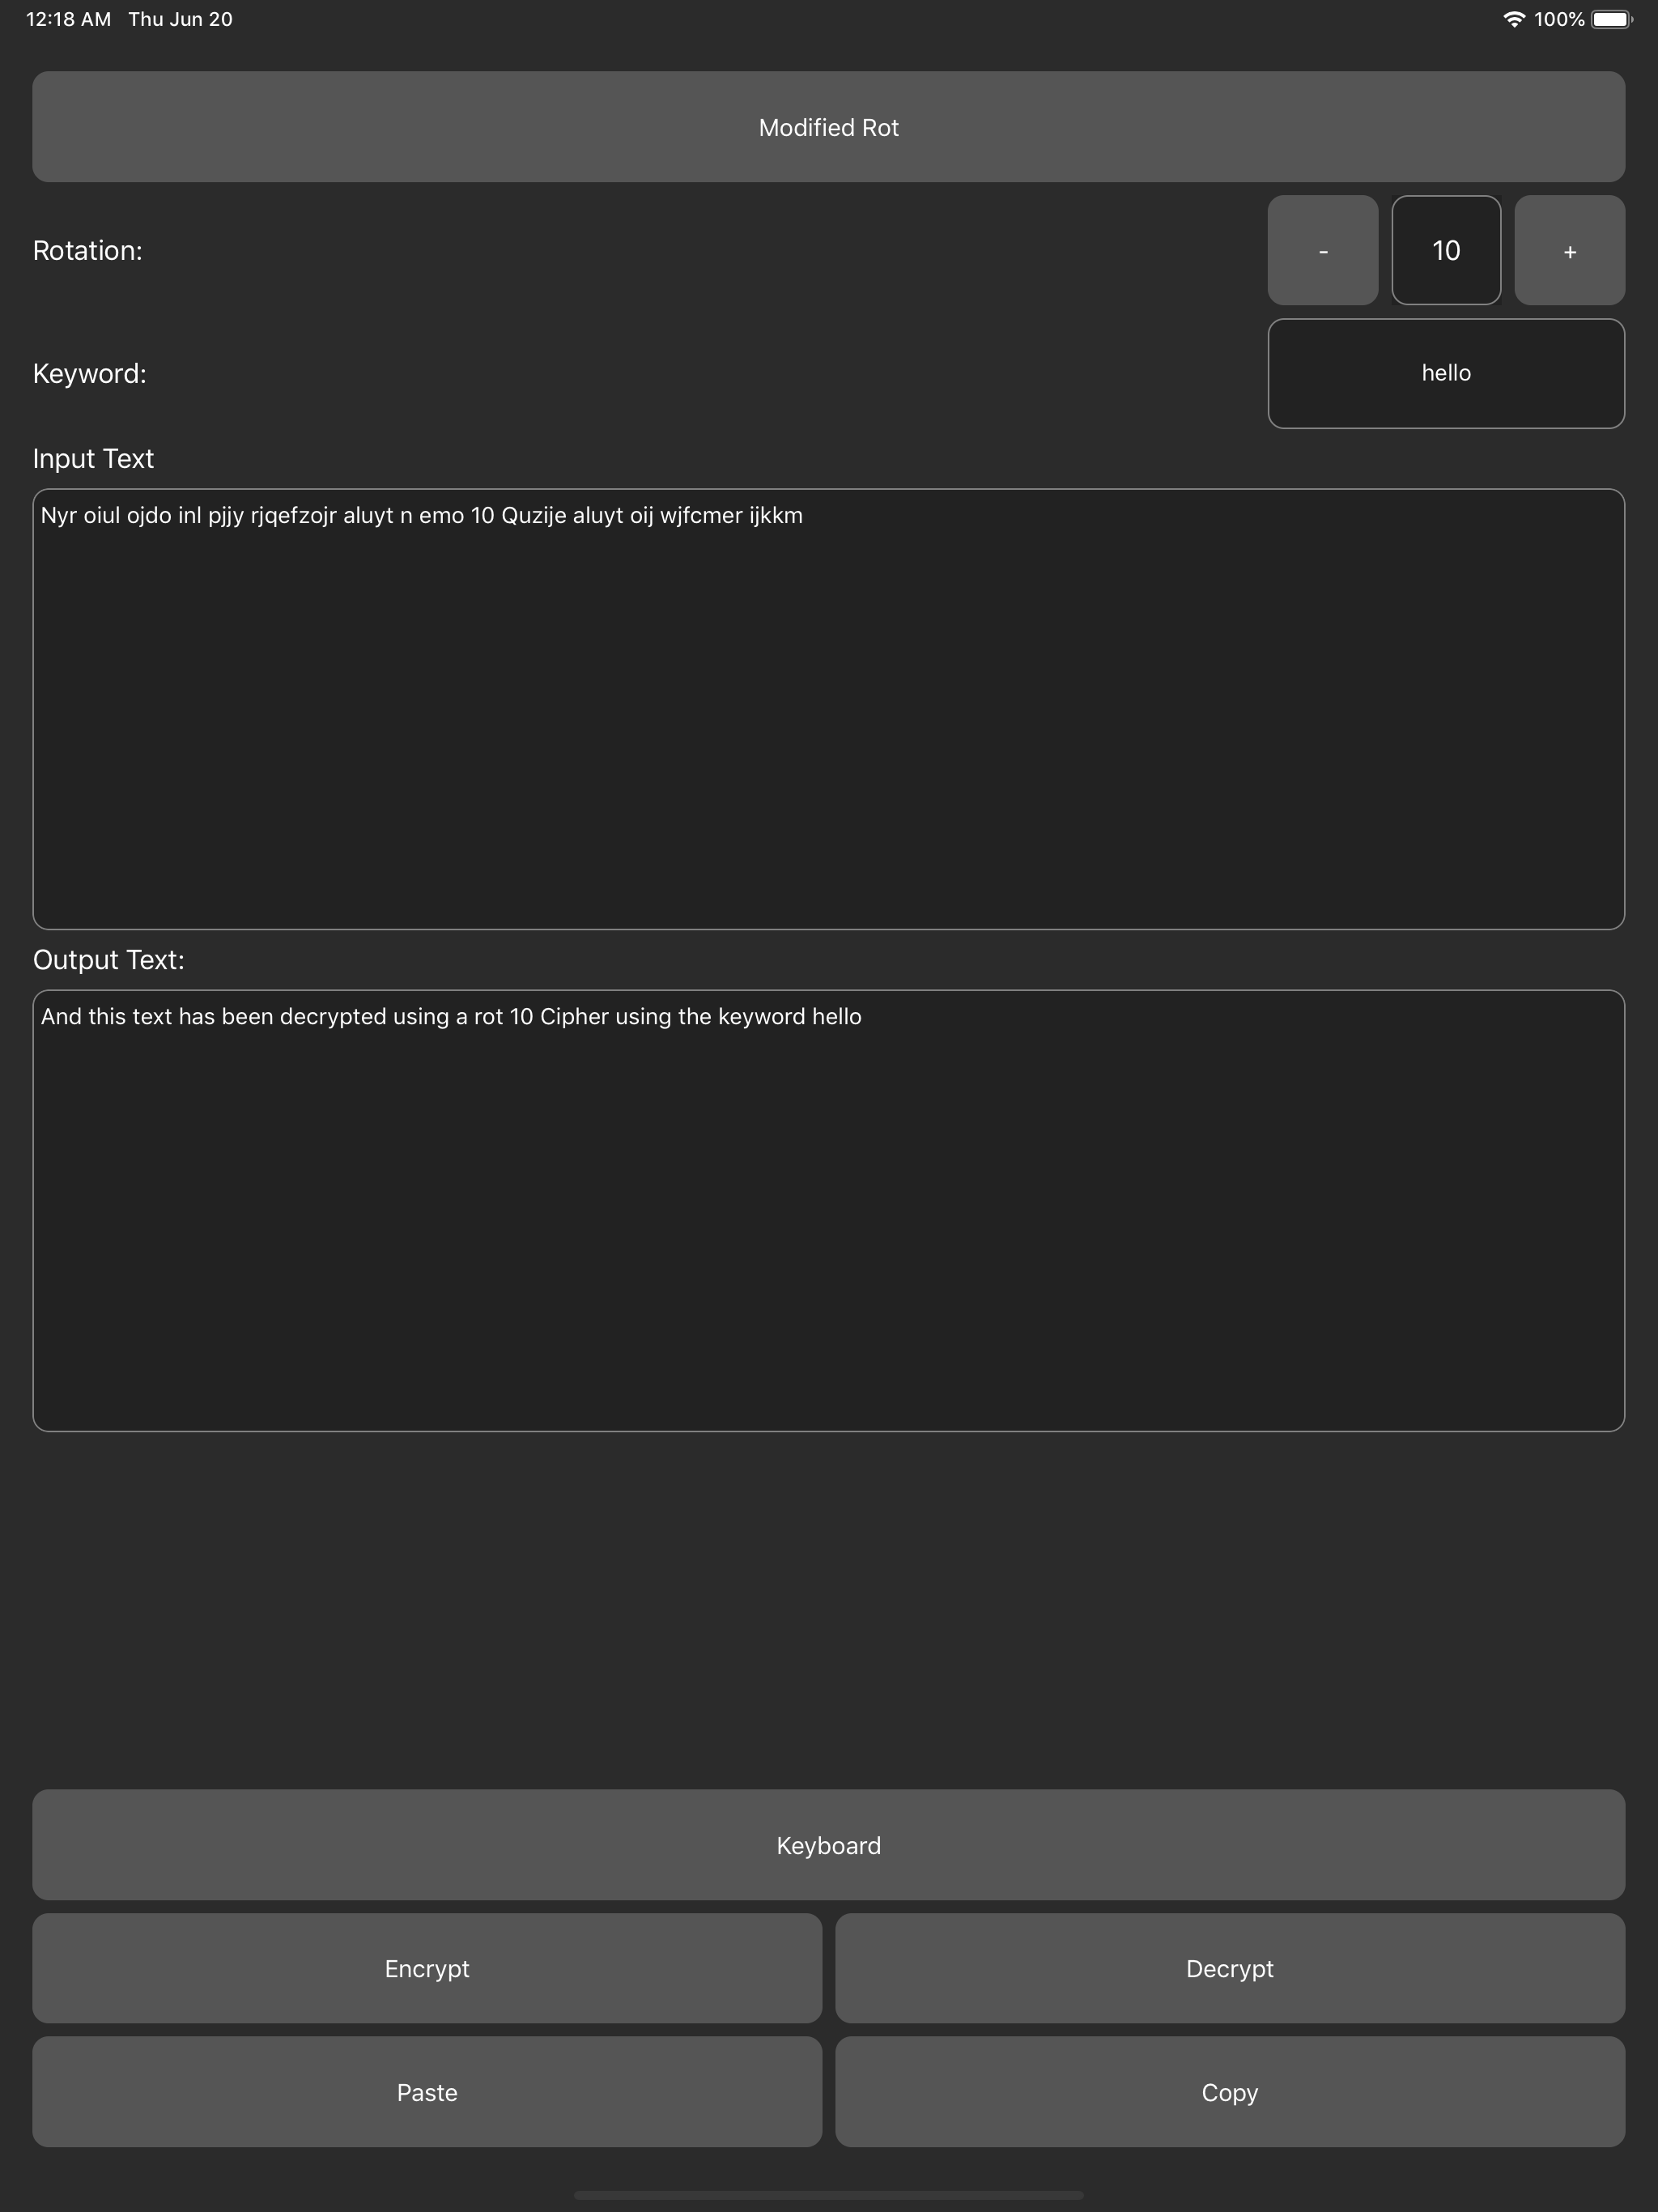 12:18 AM Thu Jun 20 100%
Modified Rot
Rotation: - 10 +
Keyword: hello
Input Text
Nyr oiul ojdo inl pjjy rjqefzojr aluyt n emo 10 Quzije aluyt oij wjfcmer ijkkm
Output Text:
And this text has been decrypted using a rot 10 Cipher using the keyword hello
Keyboard
Encrypt Decrypt
Paste Copy